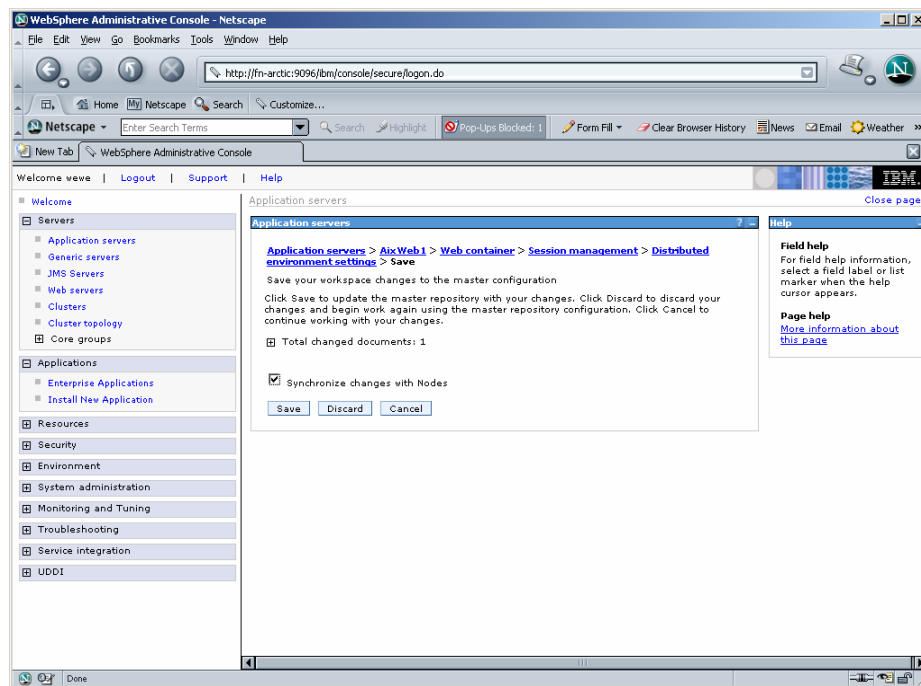 WebSphere Administrative Console - Netscape
File Edit View Go Bookmarks Tools Window Help
http://fn-arctic:9096/ibm/console/secure/logon.do
Home My Netscape Search Customize...
Netscape Enter Search Terms Search Highlight Pop-Ups Blocked: 1 Form Fill Clear Browser History News Email Weather »
New Tab WebSphere Administrative Console
Welcome wewe | Logout | Support | Help IBM.
Welcome
Servers
Application servers
Generic servers
JMS Servers
Web servers
Clusters
Cluster topology
Core groups
Applications
Enterprise Applications
Install New Application
Resources
Security
Environment
System administration
Monitoring and Tuning
Troubleshooting
Service integration
UDDI
Application servers Close page
Application servers ? –
Application servers > AixWeb1 > Web container > Session management > Distributed
environment settings > Save
Save your workspace changes to the master configuration
Click Save to update the master repository with your changes. Click Discard to discard your
changes and begin work again using the master repository configuration. Click Cancel to
continue working with your changes.
Total changed documents: 1
Synchronize changes with Nodes
Save Discard Cancel
Help
Field help
For field help information,
select a field label or list
marker when the help
cursor appears.
Page help
More information about
this page
Done